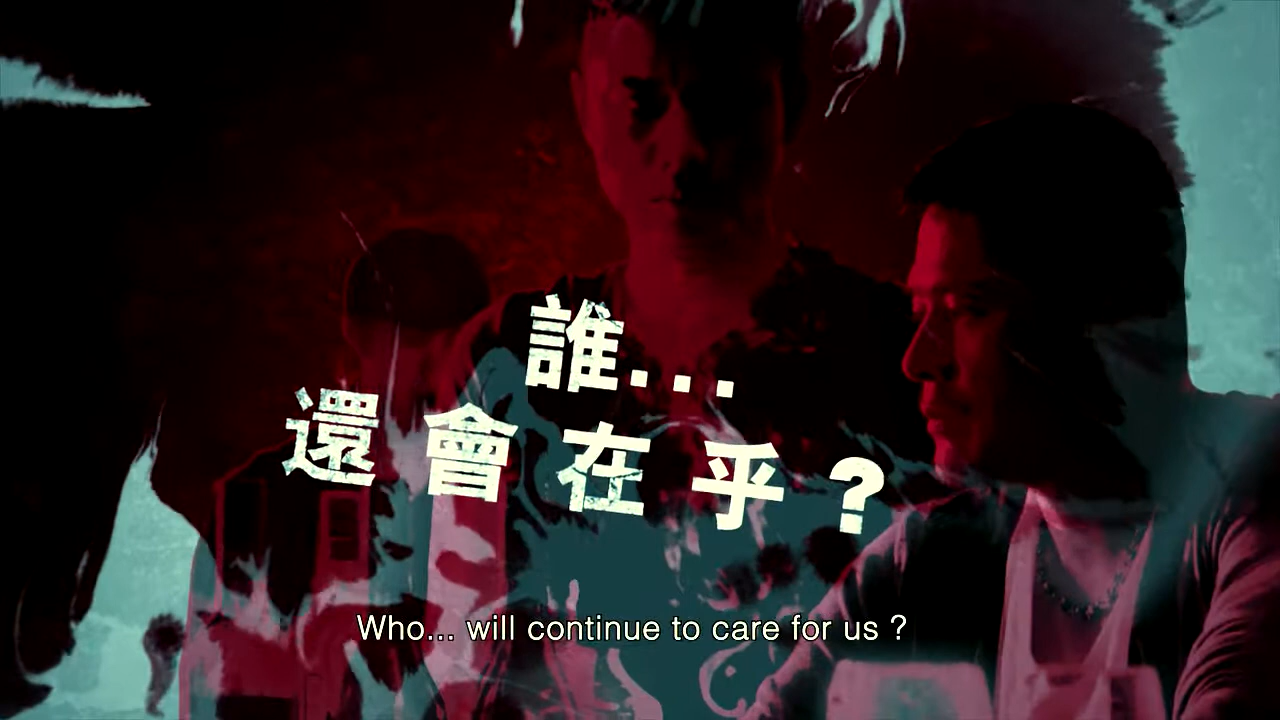 誰...
還會在乎?
Who... will continue to care for us ?